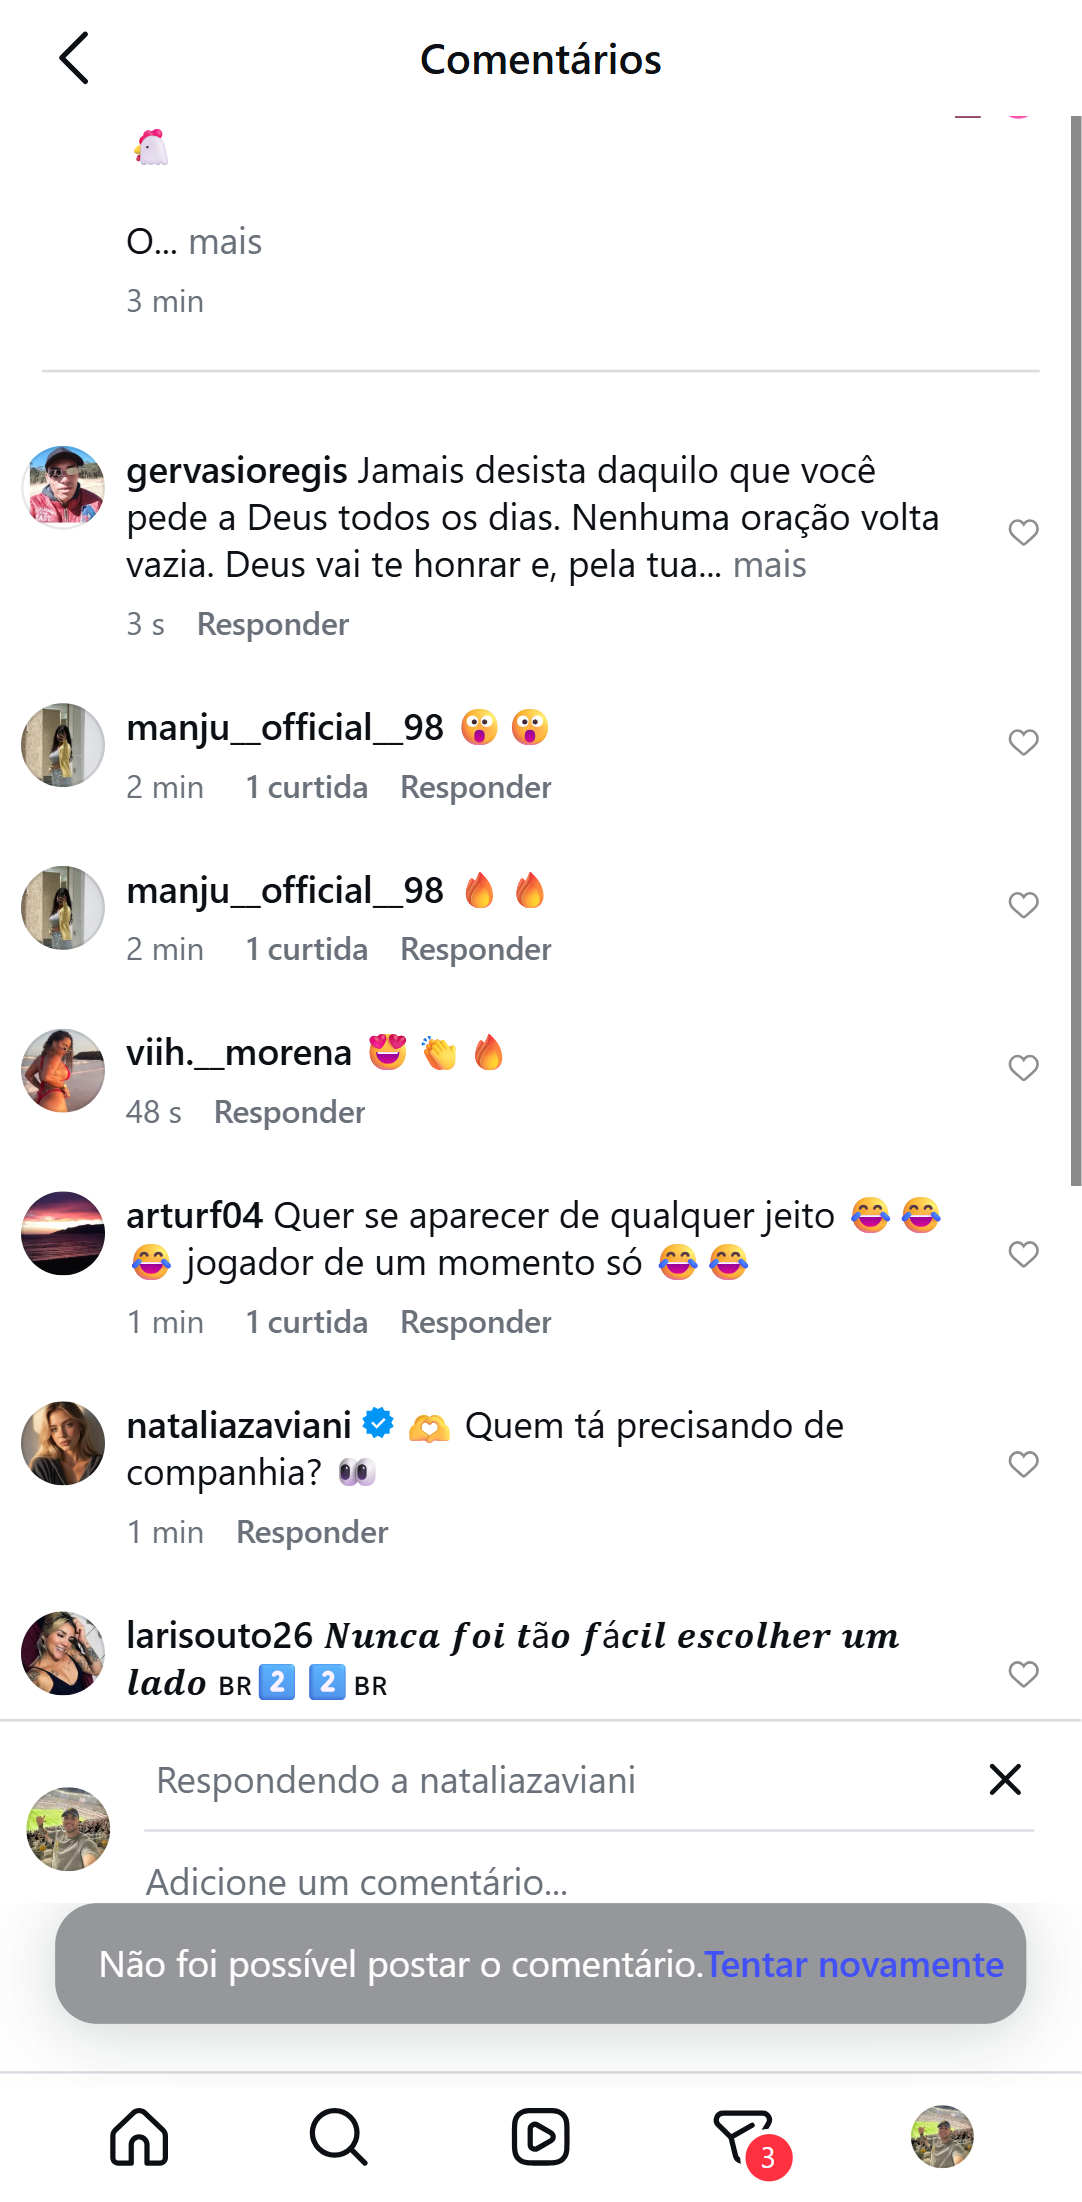 Comentários
🐔
O... mais
3 min
gervasioregis Jamais desista daquilo que você
pede a Deus todos os dias. Nenhuma oração volta
vazia. Deus vai te honrar e, pela tua... mais
3 s Responder
manju__official__98 😲😲
2 min 1 curtida Responder
manju__official__98 🔥🔥
2 min 1 curtida Responder
viih.__morena 😍👏🔥
48 s Responder
arturf04 Quer se aparecer de qualquer jeito 😂😂
😂 jogador de um momento só 😂😂
1 min 1 curtida Responder
nataliazaviani 🫶 Quem tá precisando de
companhia? 👀
1 min Responder
larisouto26 𝑵𝒖𝒏𝒄𝒂 𝒇𝒐𝒊 𝒕ã𝒐 𝒇á𝒄𝒊𝒍 𝒆𝒔𝒄𝒐𝒍𝒉𝒆𝒓 𝒖𝒎
𝒍𝒂𝒅𝒐 🇧🇷2️⃣2️⃣🇧🇷
Respondendo a nataliazaviani
Adicione um comentário...
Não foi possível postar o comentário.Tentar novamente
3